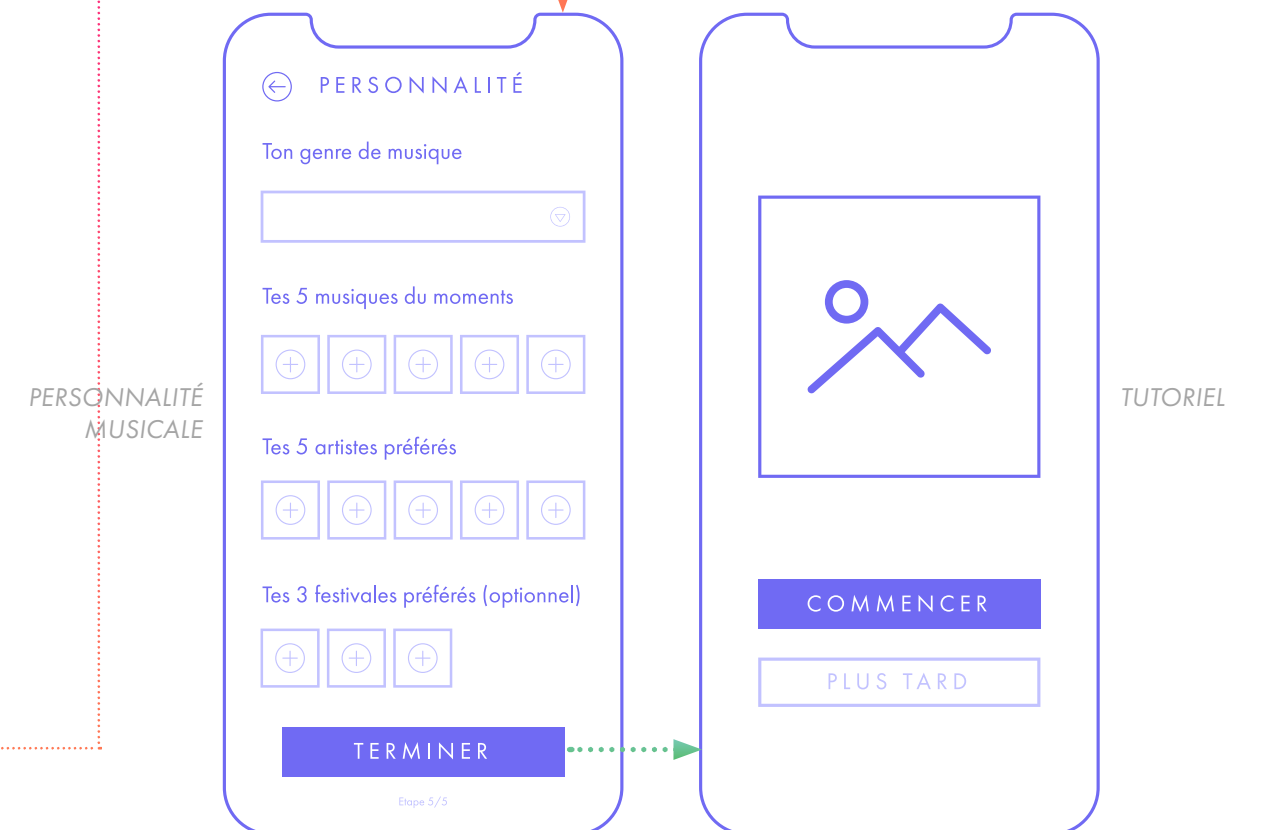 PERSONNALITÉ
Ton genre de musique
Tes 5 musiques du moments
Tes 5 artistes préférés
Tes 3 festivales préférés (optionnel)
TERMINER
Etape 5/5
PERSONNALITÉ
MUSICALE
COMMENCER
PLUS TARD
TUTORIEL